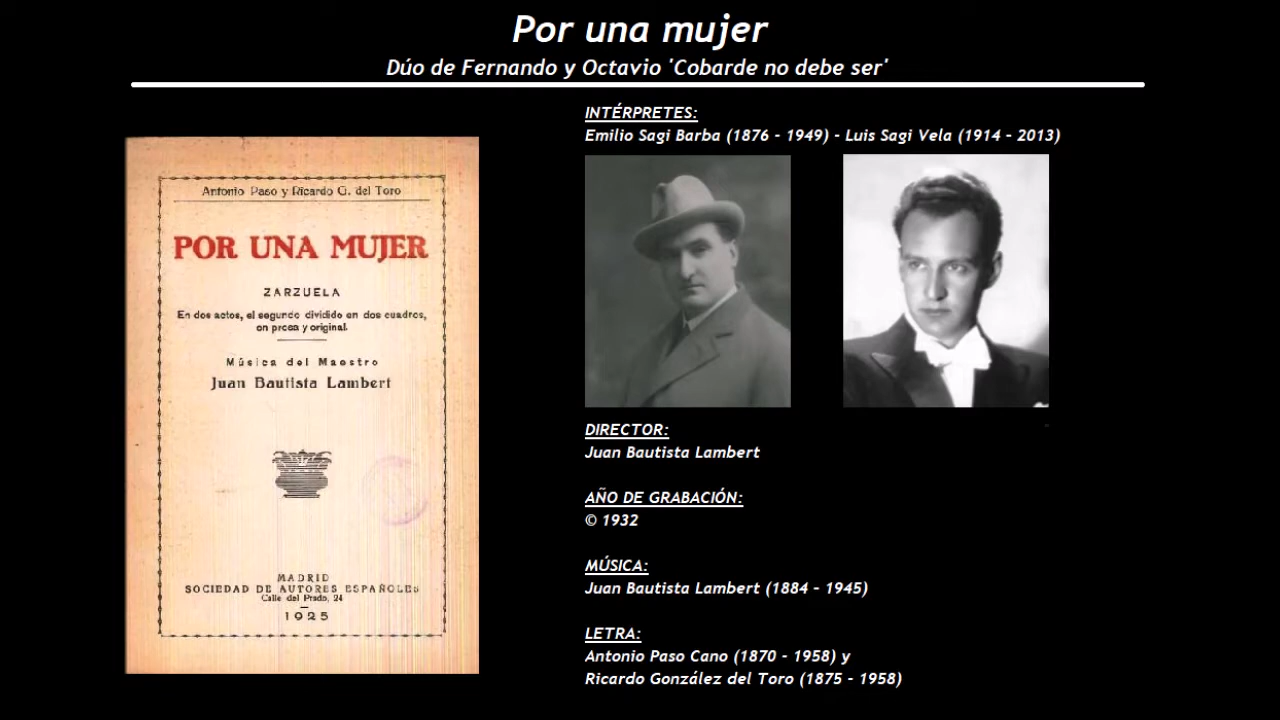 Por una mujer
Dúo de Fernando y Octavio 'Cobarde no debe ser'
Antonio Paso y Ricardo G. del Toro
POR UNA MUJER
ZARZUELA
En dos actos, el segundo dividido en dos cuadros,
en prosa y original.
Música del Maestro
Juan Bautista Lambert
MADRID
SOCIEDAD DE AUTORES ESPAÑOLES
Calle del Prado, 24
1925
INTÉRPRETES:
Emilio Sagi Barba (1876 - 1949) - Luis Sagi Vela (1914 - 2013)
DIRECTOR:
Juan Bautista Lambert
AÑO DE GRABACIÓN:
© 1932
MÚSICA:
Juan Bautista Lambert (1884 - 1945)
LETRA:
Antonio Paso Cano (1870 - 1958) y
Ricardo González del Toro (1875 - 1958)